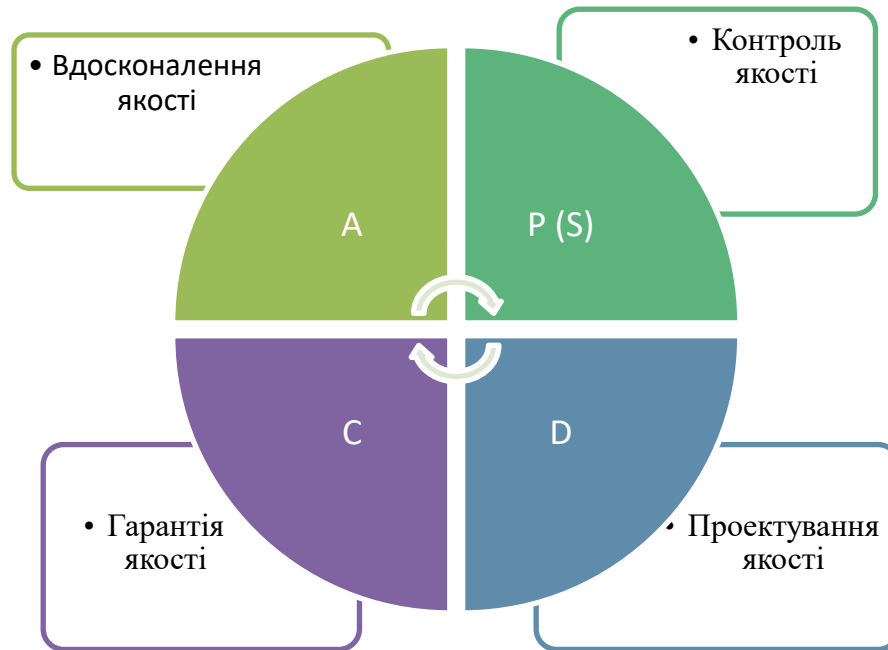 • Вдосконалення
якості
• Контроль
якості
A
P (S)
C
D
• Гарантія
якості
• Проектування
якості